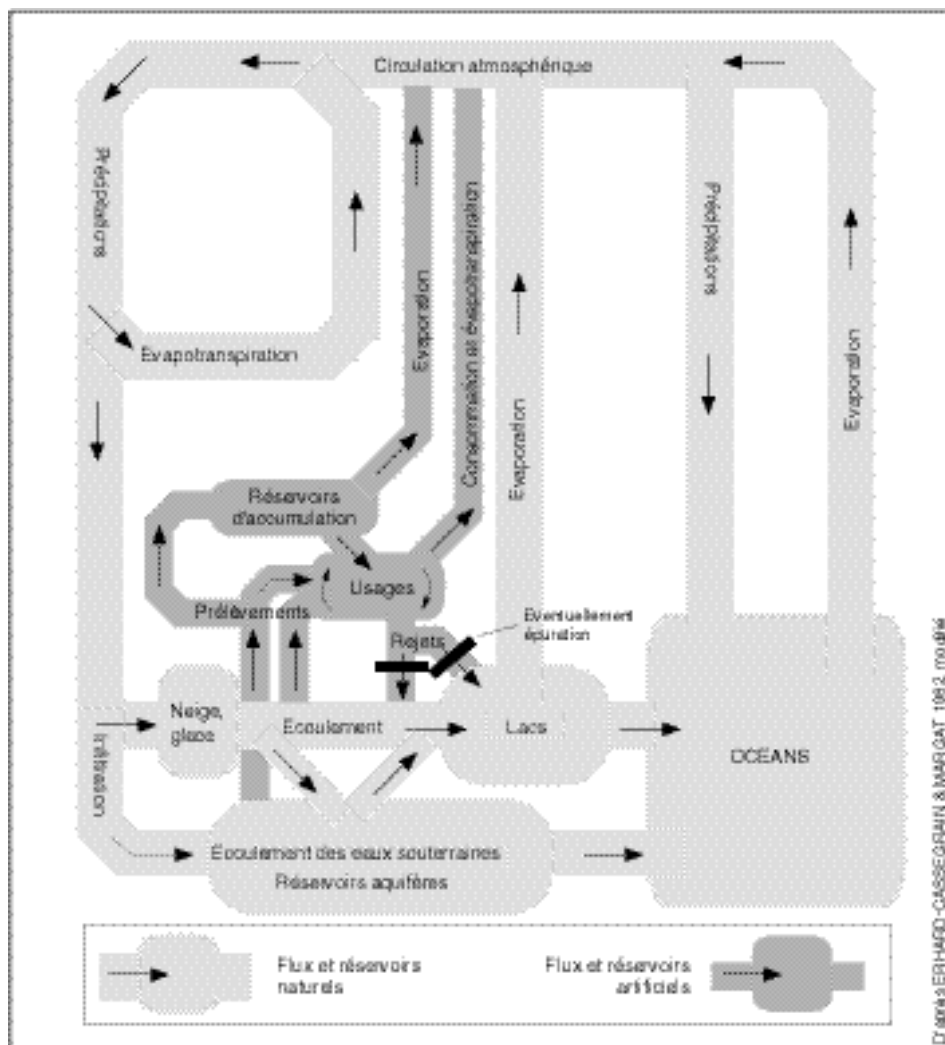 Circulation atmosphérique
Précipitations
Evapotranspiration
Evaporation
Consommation et évapotranspiration
Evaporation
Précipitations
Evaporation
Réservoirs
d'accumulation
Usages
Prélèvements
Rejets
Eventuellement
épuration
Neige,
glace
Ecoulement
Lacs
OCÉANS
Infiltration
Écoulement des eaux souterraines
Réservoirs aquifères
Flux et réservoirs
naturels
Flux et réservoirs
artificiels
D'après ERHARD-CASSEGRAIN & MARGAT 1982, modifié